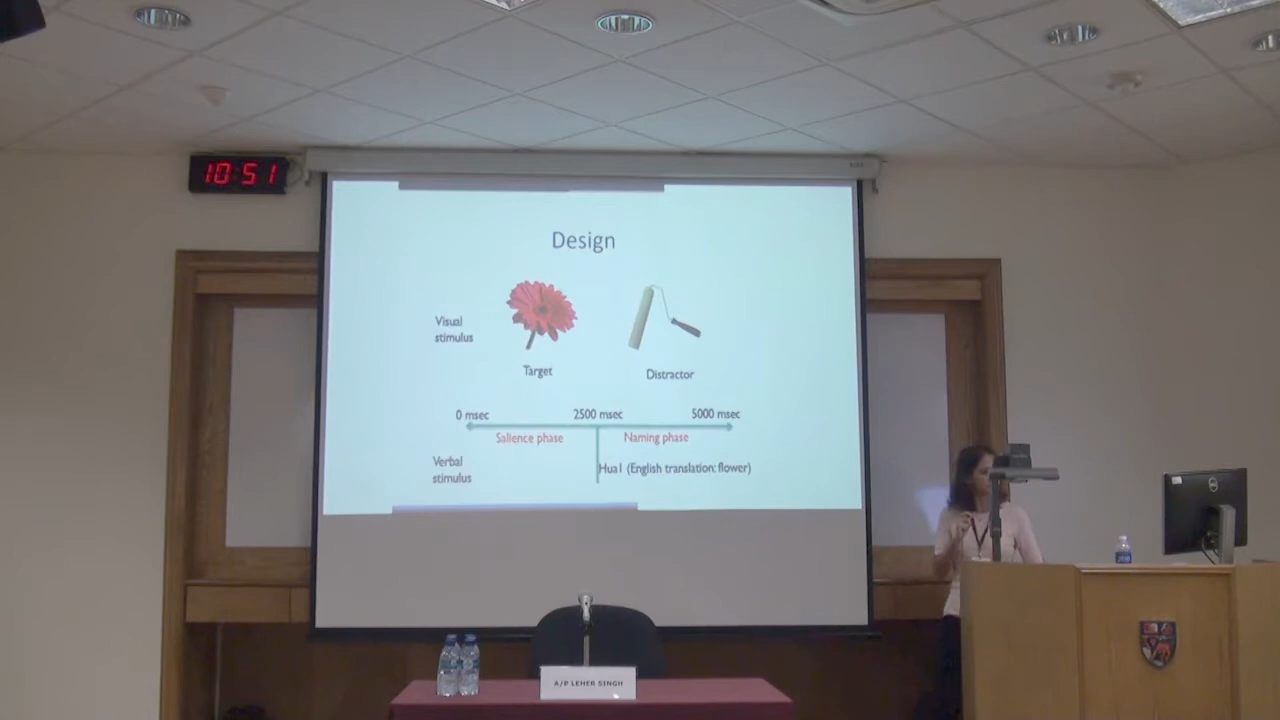 10:51
Design
Visual
stimulus
Target
Distractor
0 msec
2500 msec
5000 msec
Salience phase
Naming phase
Verbal
stimulus
Hua1 (English translation: flower)
A/P LEHER SINGH